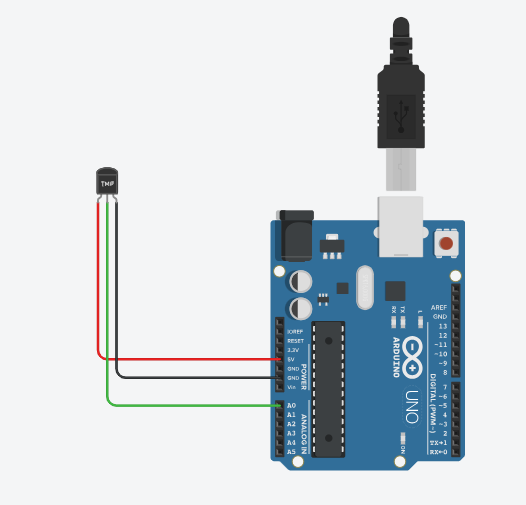 TMP
IOREF
RESET
3.3V
5V
GND
GND
Vin
POWER
A0
A1
A2
A3
A4
A5
ANALOG IN
RX
TX
L
ARDUINO
UNO
ON
AREF
GND
13
12
~11
~10
~9
8
7
~6
~5
4
~3
2
TX→1
RX←0
DIGITAL (PWM~)